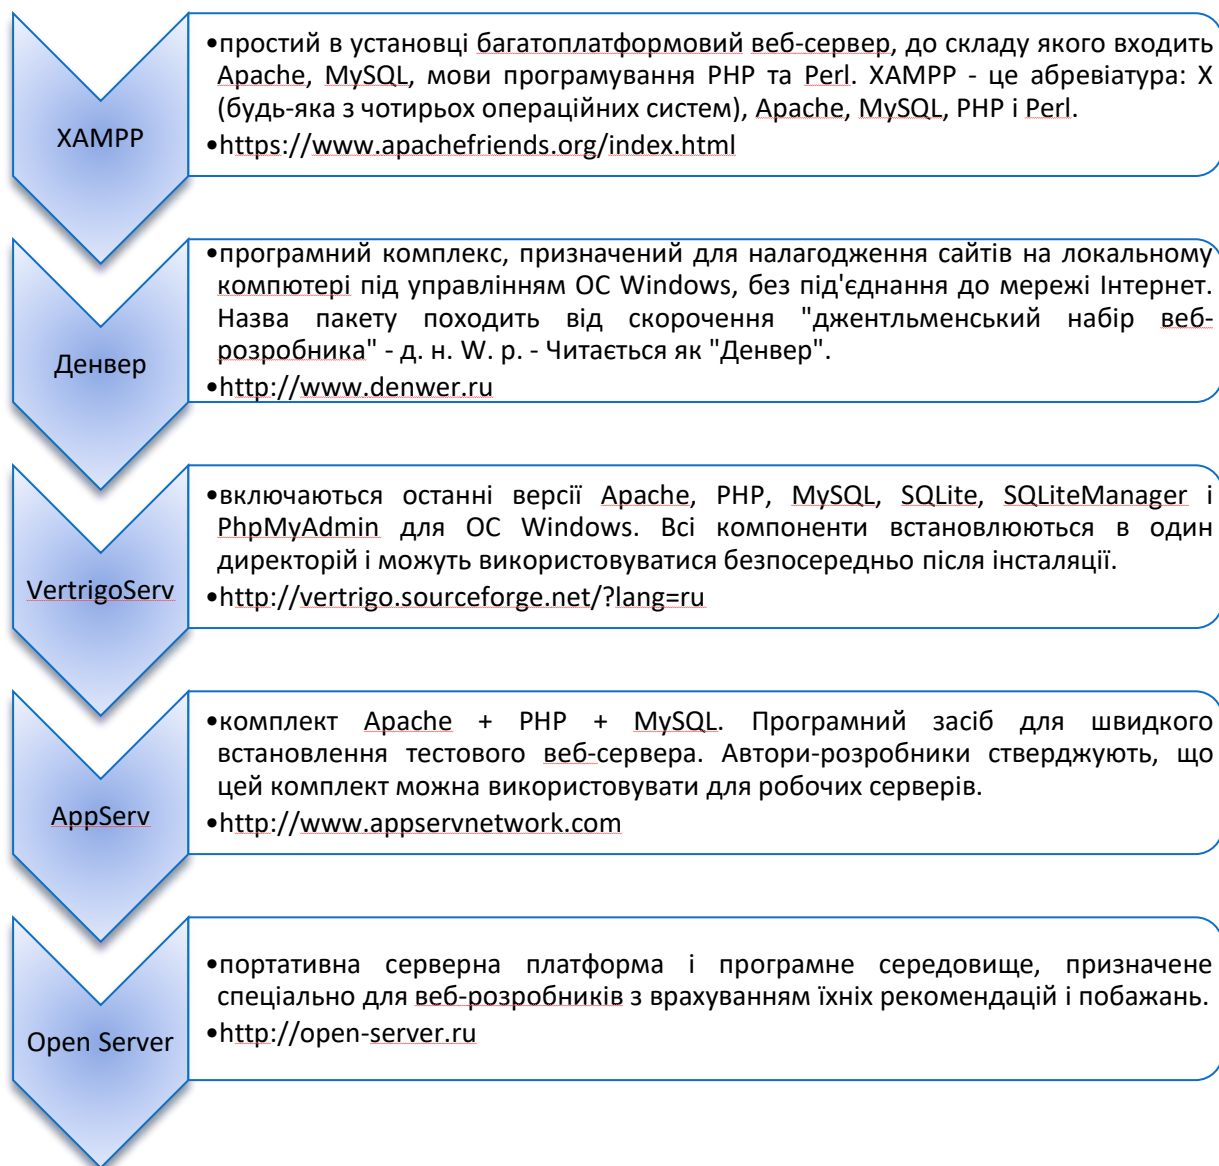 XAMPP
•простий в установці багатоплатформовий веб-сервер, до складу якого входить
Apache, MySQL, мови програмування PHP та Perl. XAMPP - це абревіатура: X
(будь-яка з чотирьох операційних систем), Apache, MySQL, PHP і Perl.
•https://www.apachefriends.org/index.html
Денвер
•програмний комплекс, призначений для налагодження сайтів на локальному
компютері під управлінням ОС Windows, без під'єднання до мережі Інтернет.
Назва пакету походить від скорочення "джентльменський набір веб-
розробника" - д. н. W. р. - Читається як "Денвер".
•http://www.denwer.ru
VertrigoServ
•включаються останні версії Apache, PHP, MySQL, SQLite, SQLiteManager і
PhpMyAdmin для ОС Windows. Всі компоненти встановлюються в один
директорій і можуть використовуватися безпосередньо після інсталяції.
•http://vertrigo.sourceforge.net/?lang=ru
AppServ
•комплект Apache + PHP + MySQL. Програмний засіб для швидкого
встановлення тестового веб-сервера. Автори-розробники стверджують, що
цей комплект можна використовувати для робочих серверів.
•http://www.appservnetwork.com
Open Server
•портативна серверна платформа і програмне середовище, призначене
спеціально для веб-розробників з врахуванням їхніх рекомендацій і побажань.
•http://open-server.ru